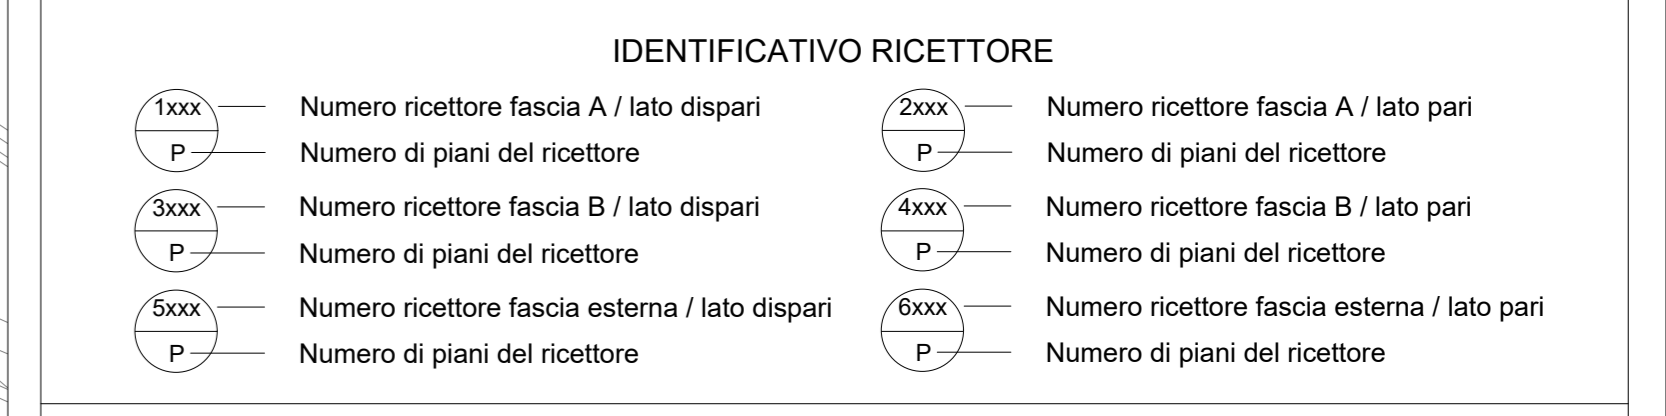 IDENTIFICATIVO RICETTORE
1xxx Numero ricettore fascia A / lato dispari
P Numero di piani del ricettore
2xxx Numero ricettore fascia A / lato pari
P Numero di piani del ricettore
3xxx Numero ricettore fascia B / lato dispari
P Numero di piani del ricettore
4xxx Numero ricettore fascia B / lato pari
P Numero di piani del ricettore
5xxx Numero ricettore fascia esterna / lato dispari
P Numero di piani del ricettore
6xxx Numero ricettore fascia esterna / lato pari
P Numero di piani del ricettore